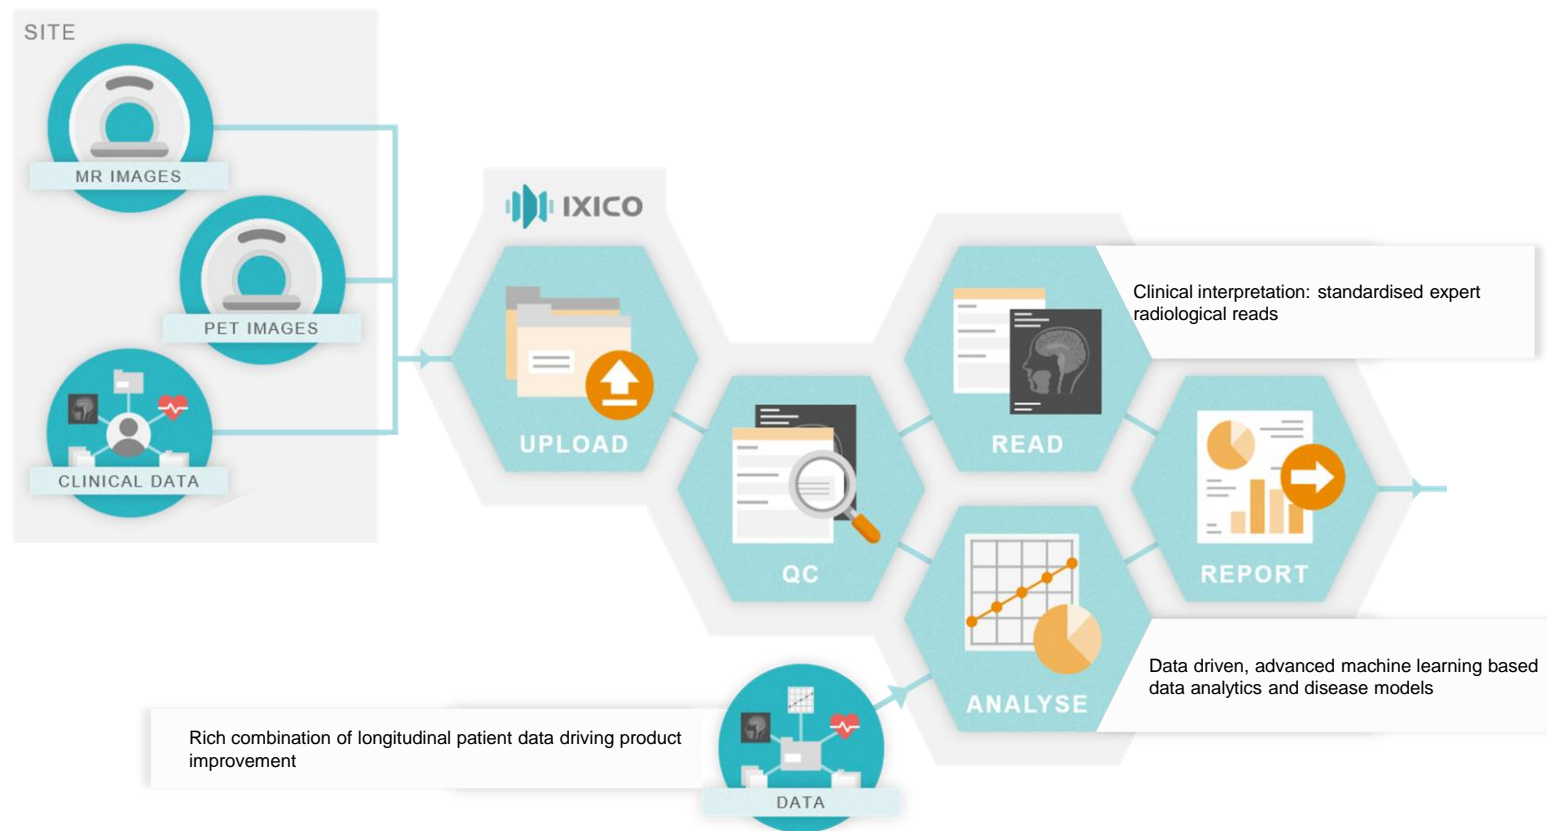 SITE
MR IMAGES
PET IMAGES
CLINICAL DATA
IXICO
UPLOAD
QC
READ
Clinical interpretation: standardised expert
radiological reads
REPORT
ANALYSE
Data driven, advanced machine learning based
data analytics and disease models
Rich combination of longitudinal patient data driving product
improvement
DATA